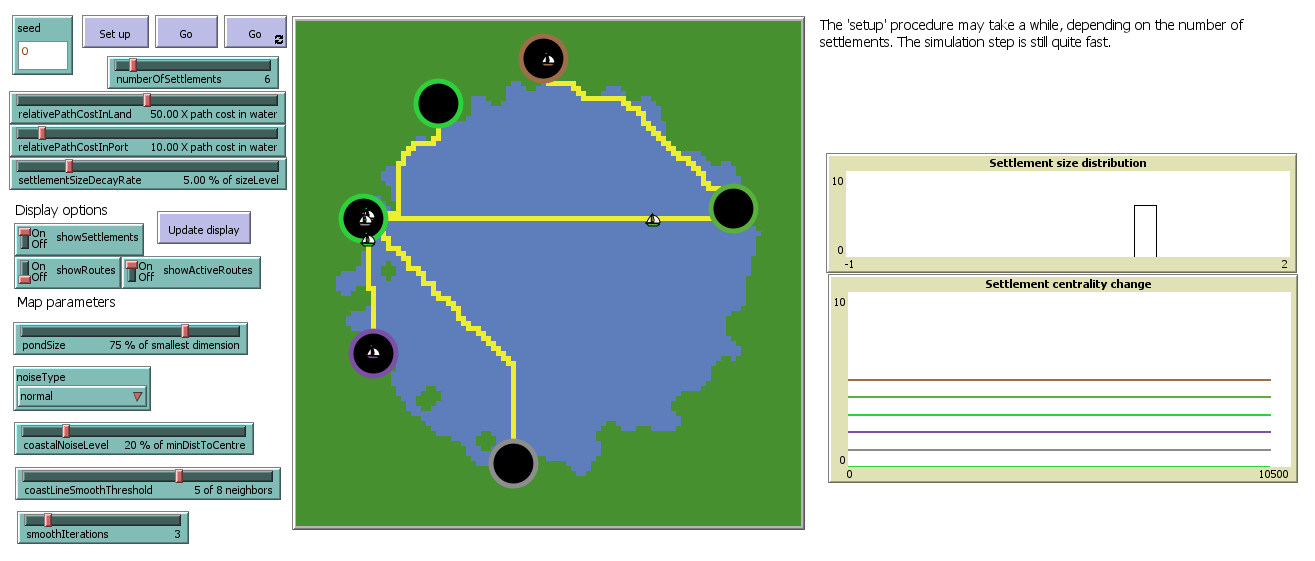 seed
0
Set up
Go
Go
numberOfSettlements 6
relativePathCostInLand 50.00 X path cost in water
relativePathCostInPort 10.00 X path cost in water
settlementSizeDecayRate 5.00 % of sizeLevel
Display options
On
Off
showSettlements
Update display
On
Off
showRoutes
On
Off
showActiveRoutes
Map parameters
pondSize 75 % of smallest dimension
noiseType
normal
coastalNoiseLevel 20 % of minDistToCentre
coastLineSmoothThreshold 5 of 8 neighbors
smoothIterations 3
The 'setup' procedure may take a while, depending on the number of
settlements. The simulation step is still quite fast.
Settlement size distribution
10
0
-1 2
Settlement centrality change
10
0
0 10500